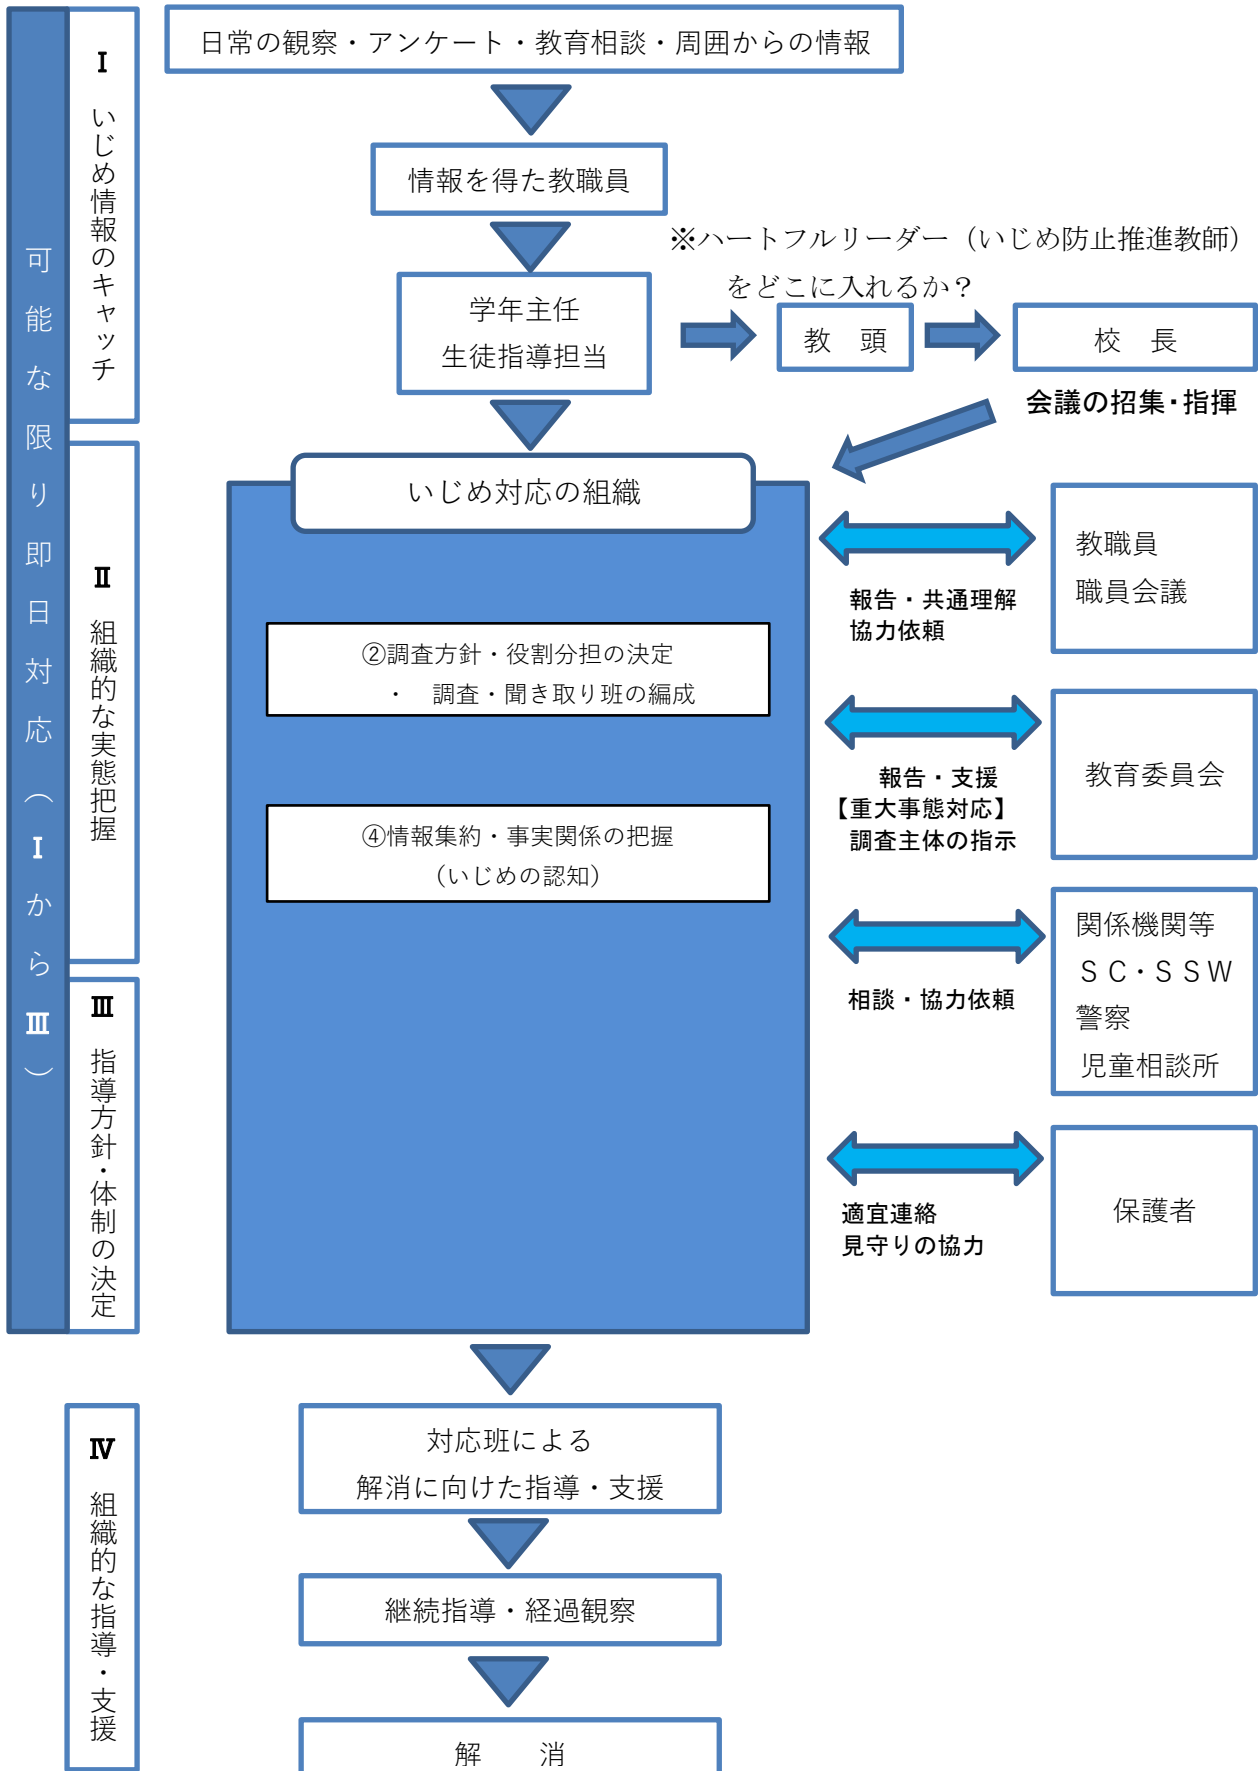 可能な限り即日対応（ⅠからⅢ）
Ⅰ いじめ情報のキャッチ
日常の観察・アンケート・教育相談・周囲からの情報
情報を得た教職員
※ハートフルリーダー（いじめ防止推進教師）
をどこに入れるか？
学年主任
生徒指導担当
教　頭
校　長
会議の招集・指揮
Ⅱ 組織的な実態把握
いじめ対応の組織
②調査方針・役割分担の決定
・　調査・聞き取り班の編成
④情報集約・事実関係の把握
（いじめの認知）
教職員
職員会議
報告・共通理解
協力依頼
教育委員会
報告・支援
【重大事態対応】
調査主体の指示
関係機関等
ＳＣ・ＳＳＷ
警察
児童相談所
相談・協力依頼
保護者
適宜連絡
見守りの協力
Ⅲ 指導方針・体制の決定
Ⅳ 組織的な指導・支援
対応班による
解消に向けた指導・支援
継続指導・経過観察
解　　消